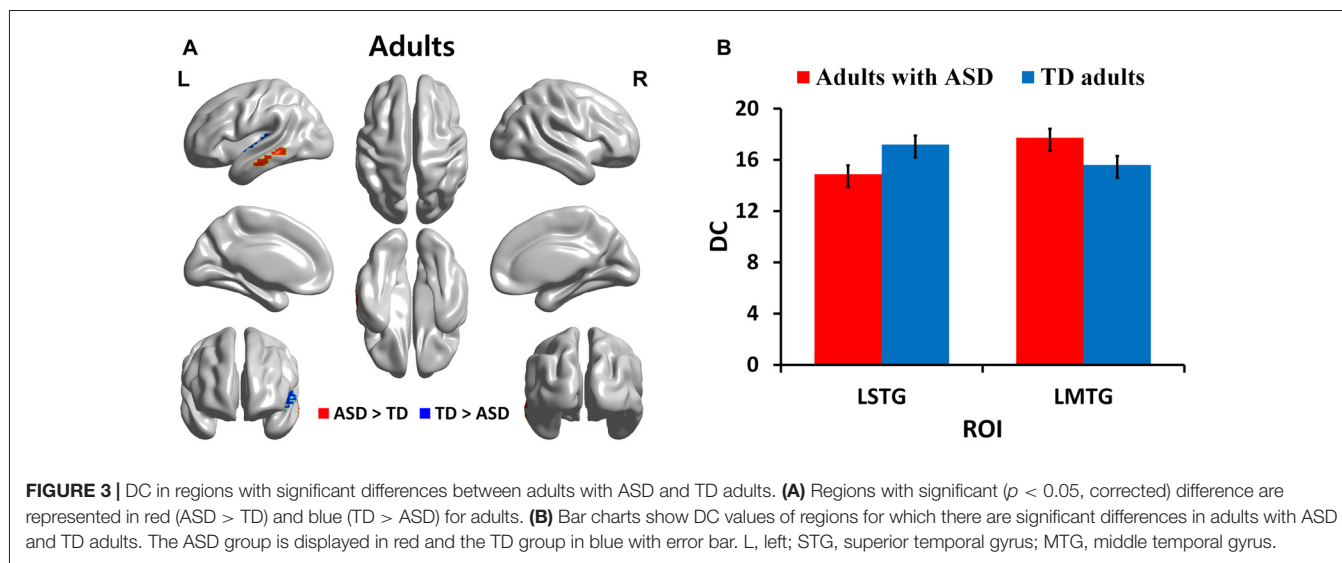 A
Adults
L
R
ASD > TD TD > ASD
B
Adults with ASD TD adults
20
16
12
8
4
0
DC
LSTG LMTG
ROI
FIGURE 3 | DC in regions with significant differences between adults with ASD and TD adults. (A) Regions with significant (p < 0.05, corrected) difference are
represented in red (ASD > TD) and blue (TD > ASD) for adults. (B) Bar charts show DC values of regions for which there are significant differences in adults with ASD
and TD adults. The ASD group is displayed in red and the TD group in blue with error bar. L, left; STG, superior temporal gyrus; MTG, middle temporal gyrus.